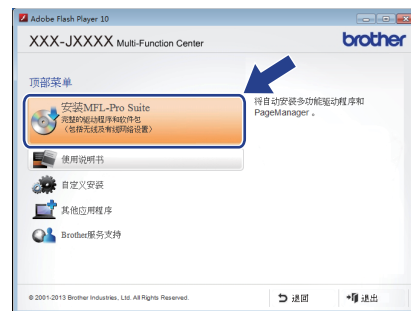 Adobe Flash Player 10
XXX-JXXXX Multi-Function Center
brother
顶部菜单
安装MFL-Pro Suite
完整的驱动程序和软件包
（包括无线及有线网络设置）
将自动安装多功能驱动程序和
PageManager 。
使用说明书
自定义安装
其他应用程序
Brother服务支持
© 2001-2013 Brother Industries, Ltd. All Rights Reserved.
退回
退出